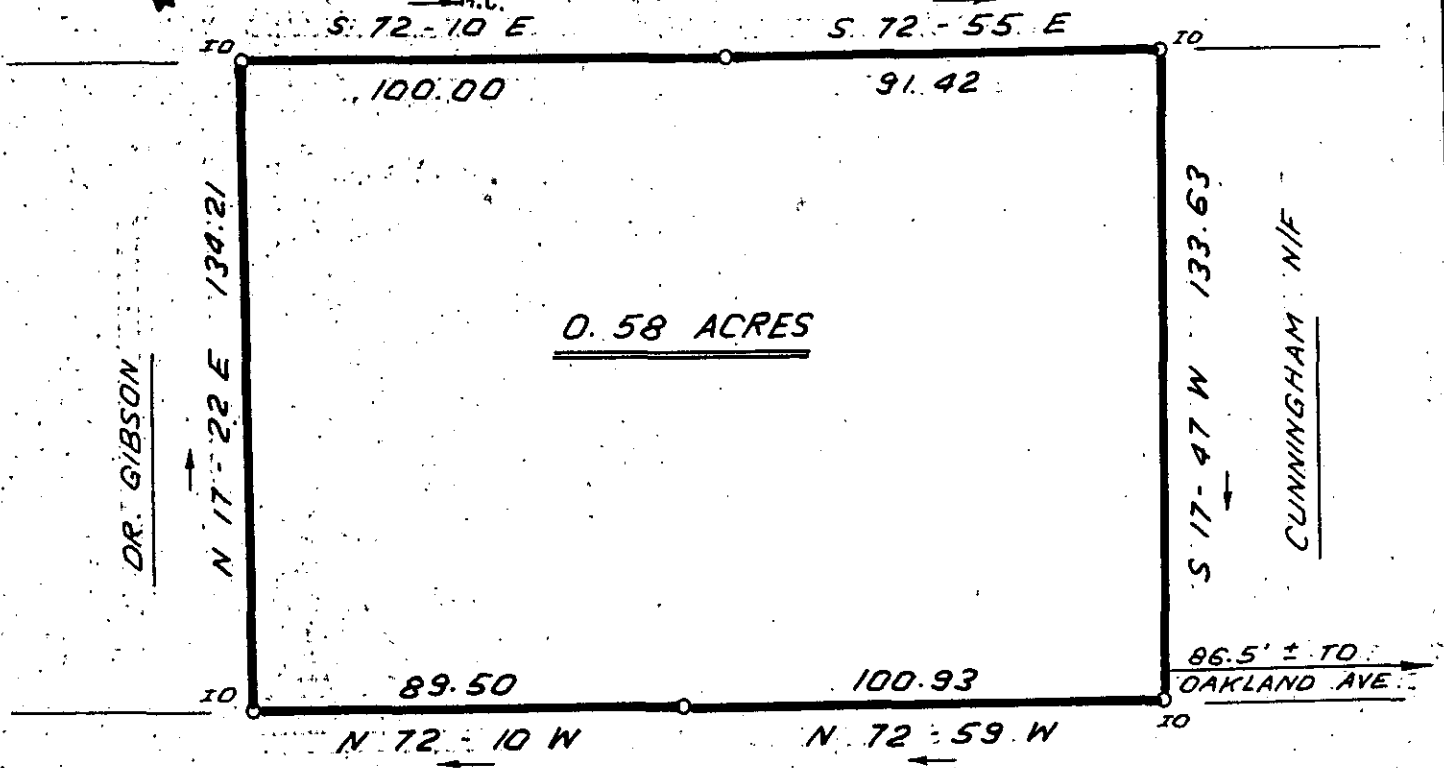 S 72-10 E
S 72-55 E
IO
IO
100.00
91.42
N 17-22 E 134.21
S 17-47 W 133.63
DR. GIBSON
CUNNINGHAM N/F
0.58 ACRES
86.5' ± TO
OAKLAND AVE.
89.50
100.93
IO
IO
N 72-10 W
N 72-59 W